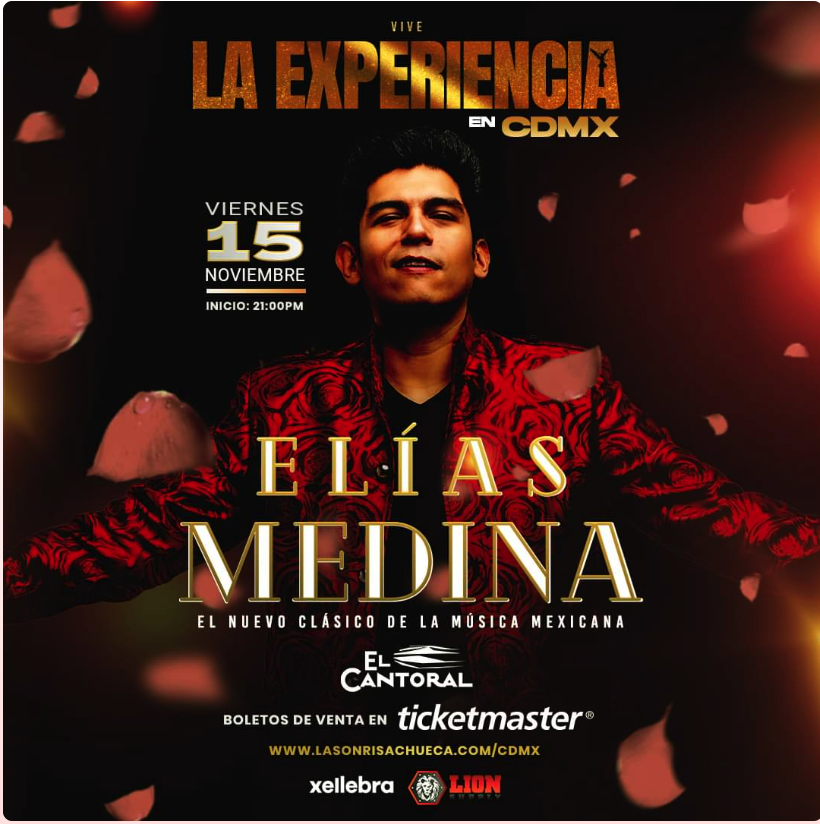 VIVE
LA EXPERIENCIA
EN CDMX
VIERNES
15
NOVIEMBRE
INICIO: 21:00PM
ELÍAS
MEDINA
EL NUEVO CLÁSICO DE LA MÚSICA MEXICANA
EL
CANTORAL
BOLETOS DE VENTA EN ticketmaster®
WWW.LASONRISACHUECA.COM/CDMX
xellebra LION